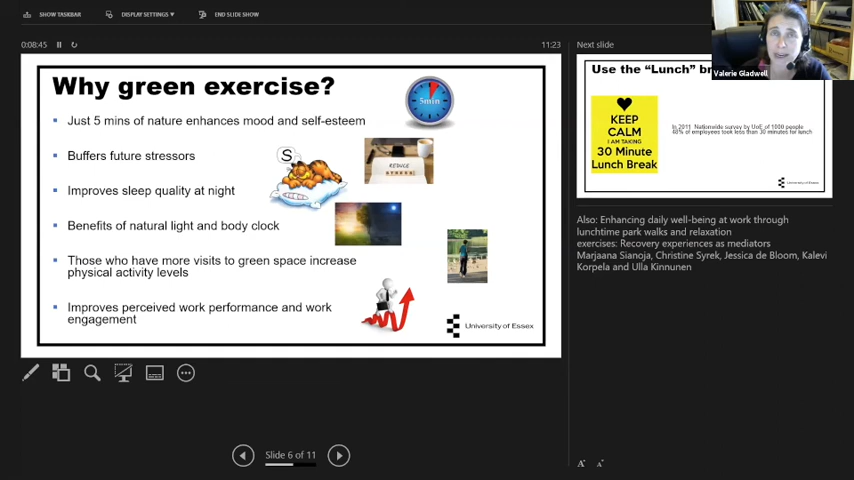 SHOW TASKBAR
DISPLAY SETTINGS ▼
END SLIDE SHOW
0:08:45
11:23
Why green exercise?
5min
Just 5 mins of nature enhances mood and self-esteem
Buffers future stressors
REDUCE
STRESS
S
Improves sleep quality at night
Benefits of natural light and body clock
Those who have more visits to green space increase
physical activity levels
Improves perceived work performance and work
engagement
University of Essex
Slide 6 of 11
Next slide
Valerie Gladwell
Use the "Lunch" br
KEEP
CALM
I AM TAKING
30 Minute
Lunch Break
In 2011 Nationwide survey by UoE of 1000 people
48% of employees took less than 30 minutes for lunch
University of Essex
Also: Enhancing daily well-being at work through
lunchtime park walks and relaxation
exercises: Recovery experiences as mediators
Marjaana Sianoja, Christine Syrek, Jessica de Bloom, Kalevi
Korpela and Ulla Kinnunen
A
A